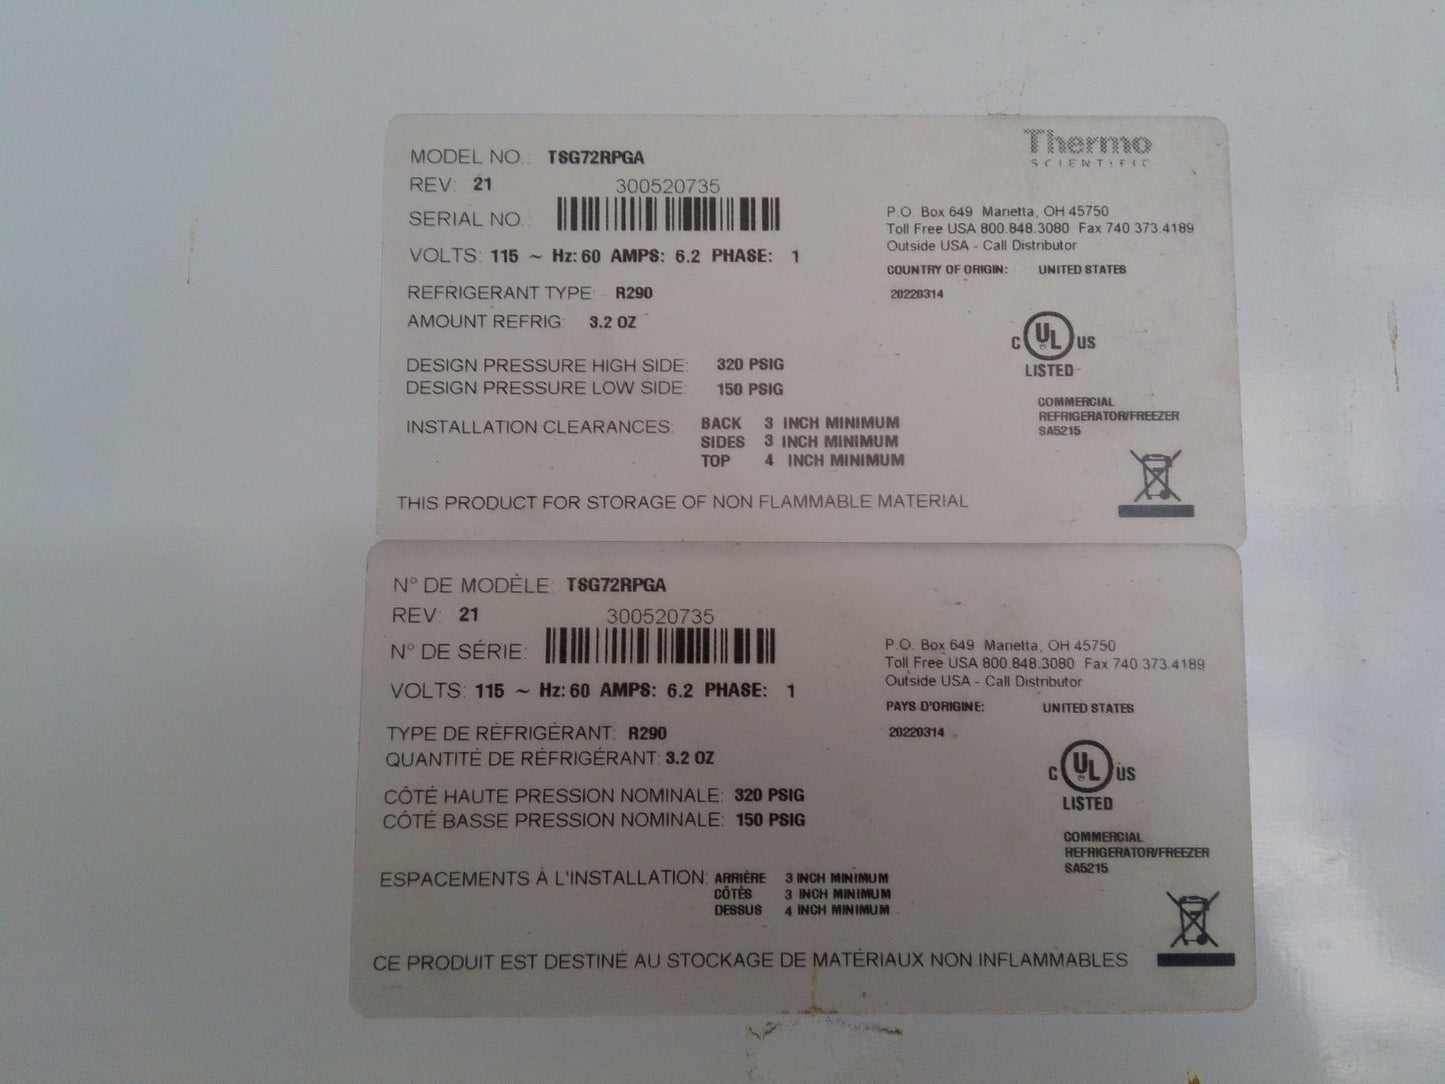 Thermo
SCIENTIFIC
MODEL NO.: TSG72RPGA
REV: 21
300520735
SERIAL NO.:
VOLTS: 115 ~ Hz: 60 AMPS: 6.2 PHASE: 1
REFRIGERANT TYPE: R290
AMOUNT REFRIG: 3.2 OZ
DESIGN PRESSURE HIGH SIDE: 320 PSIG
DESIGN PRESSURE LOW SIDE: 150 PSIG
INSTALLATION CLEARANCES: BACK 3 INCH MINIMUM
SIDES 3 INCH MINIMUM
TOP 4 INCH MINIMUM
THIS PRODUCT FOR STORAGE OF NON FLAMMABLE MATERIAL
P.O. Box 649 Marietta, OH 45750
Toll Free USA 800.848.3080 Fax 740.373.4189
Outside USA - Call Distributor
COUNTRY OF ORIGIN: UNITED STATES
20220314
C UL US
LISTED
COMMERCIAL
REFRIGERATOR/FREEZER
SA5215
N° DE MODÈLE: TSG72RPGA
REV: 21
300520735
N° DE SÉRIE:
VOLTS: 115 ~ Hz: 60 AMPS: 6.2 PHASE: 1
TYPE DE RÈFRIGÈRANT: R290
QUANTITÉ DE RÉFRIGÉRANT: 3.2 OZ
CÔTÉ HAUTE PRESSION NOMINALE: 320 PSIG
CÔTÉ BASSE PRESSION NOMINALE: 150 PSIG
ESPACEMENTS À L'INSTALLATION: ARRIÈRE 3 INCH MINIMUM
CÔTÈS 3 INCH MINIMUM
DESSUS 4 INCH MINIMUM
CE PRODUIT EST DESTINÉ AU STOCKAGE DE MATÉRIAUX NON INFLAMMABLES
P.O. Box 649 Marietta, OH 45750
Toll Free USA 800.848.3080 Fax 740.373.4189
Outside USA - Call Distributor
PAYS D'ORIGINE: UNITED STATES
20220314
C UL US
LISTED
COMMERCIAL
REFRIGERATOR/FREEZER
SA5215